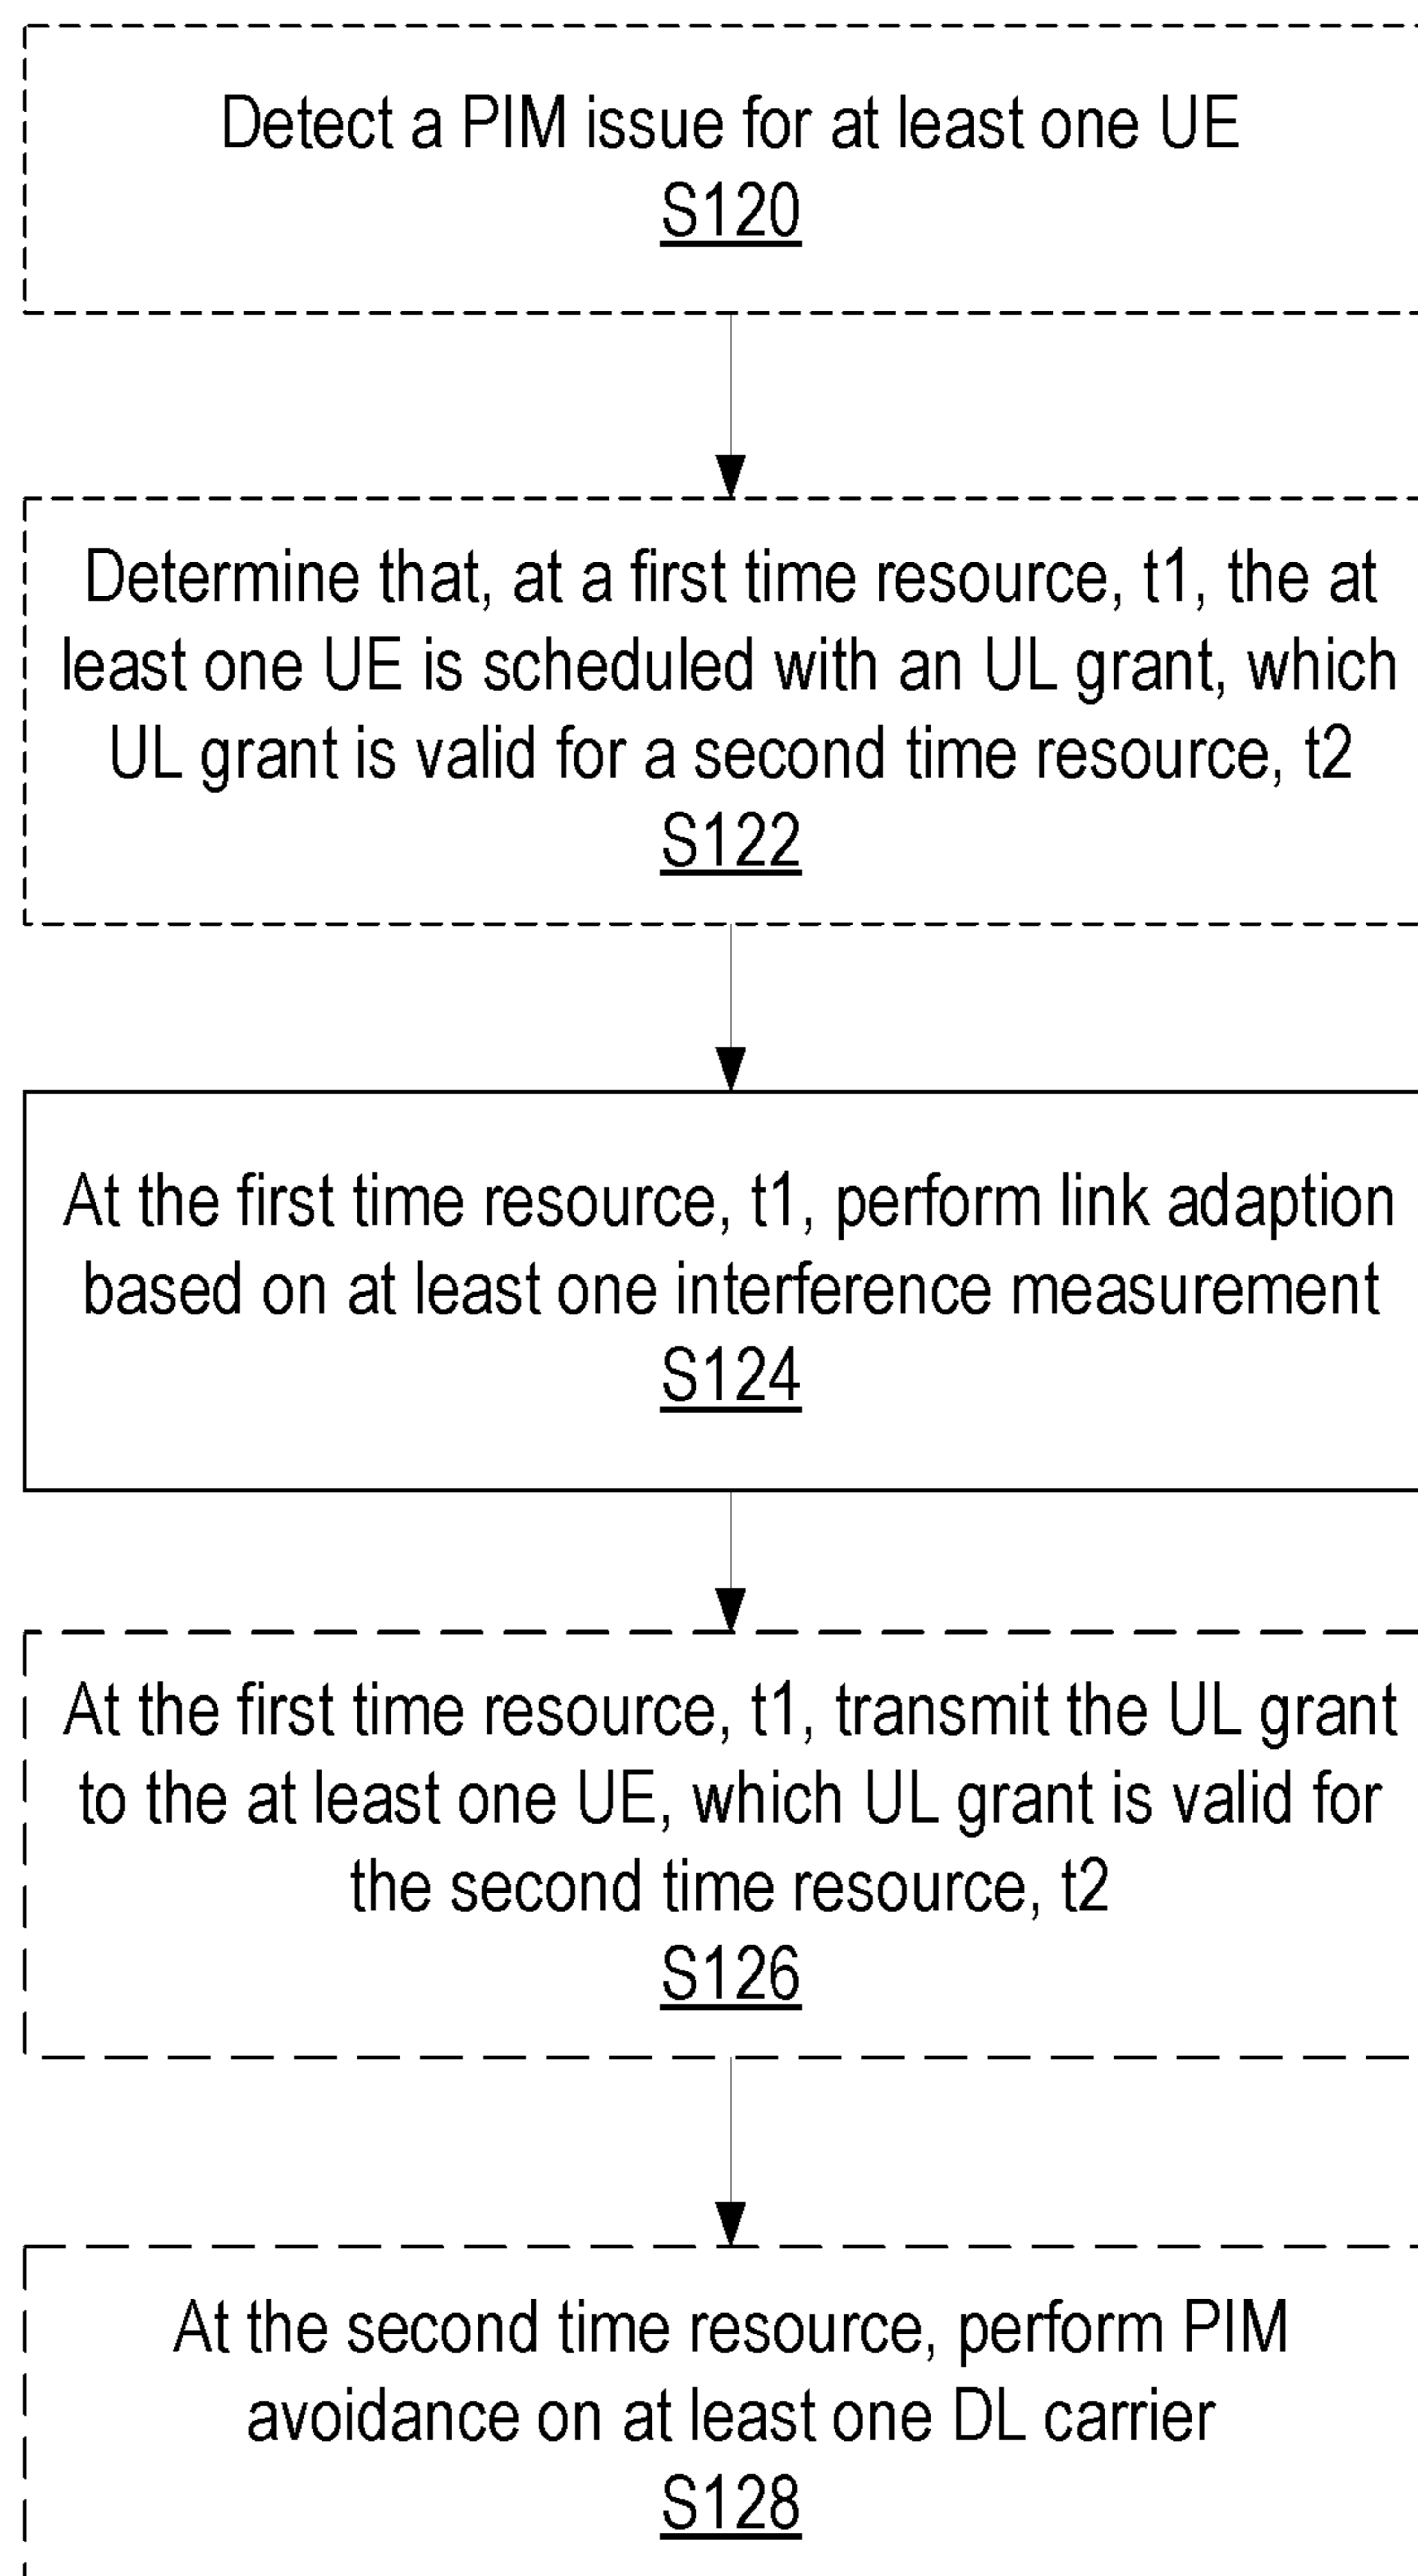 Detect a PIM issue for at least one UE
S120
Determine that, at a first time resource, t1, the at
least one UE is scheduled with an UL grant, which
UL grant is valid for a second time resource, t2
S122
At the first time resource, t1, perform link adaption
based on at least one interference measurement
S124
At the first time resource, t1, transmit the UL grant
to the at least one UE, which UL grant is valid for
the second time resource, t2
S126
At the second time resource, perform PIM
avoidance on at least one DL carrier
S128